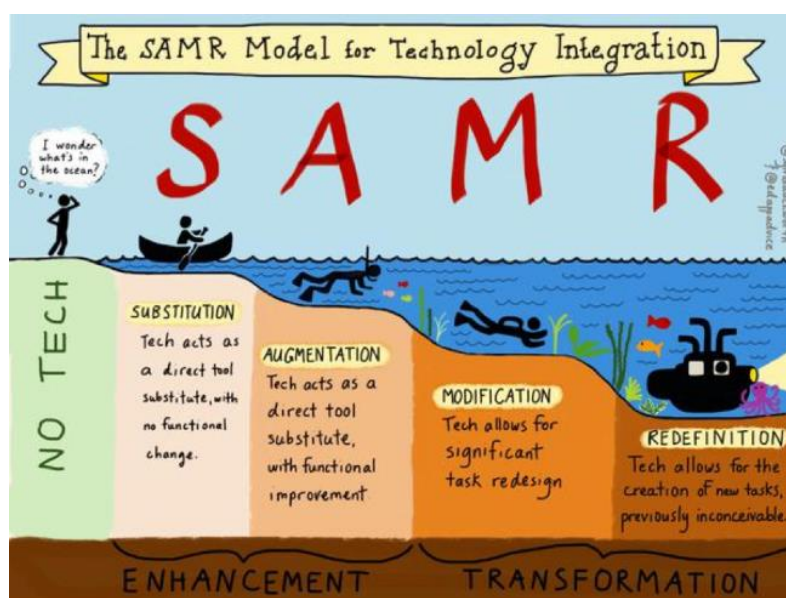 The SAMR Model for Technology Integration
S A M R
I wonder
what's in
the ocean?
NO TECH
SUBSTITUTION
Tech acts as
a direct tool
substitute, with
no functional
change.
AUGMENTATION
Tech acts as a
direct tool
substitute,
with functional
improvement
MODIFICATION
Tech allows for
significant
task redesign
REDEFINITION
Tech allows for the
creation of new tasks,
previously inconceivable
ENHANCEMENT
TRANSFORMATION
@edappadvice